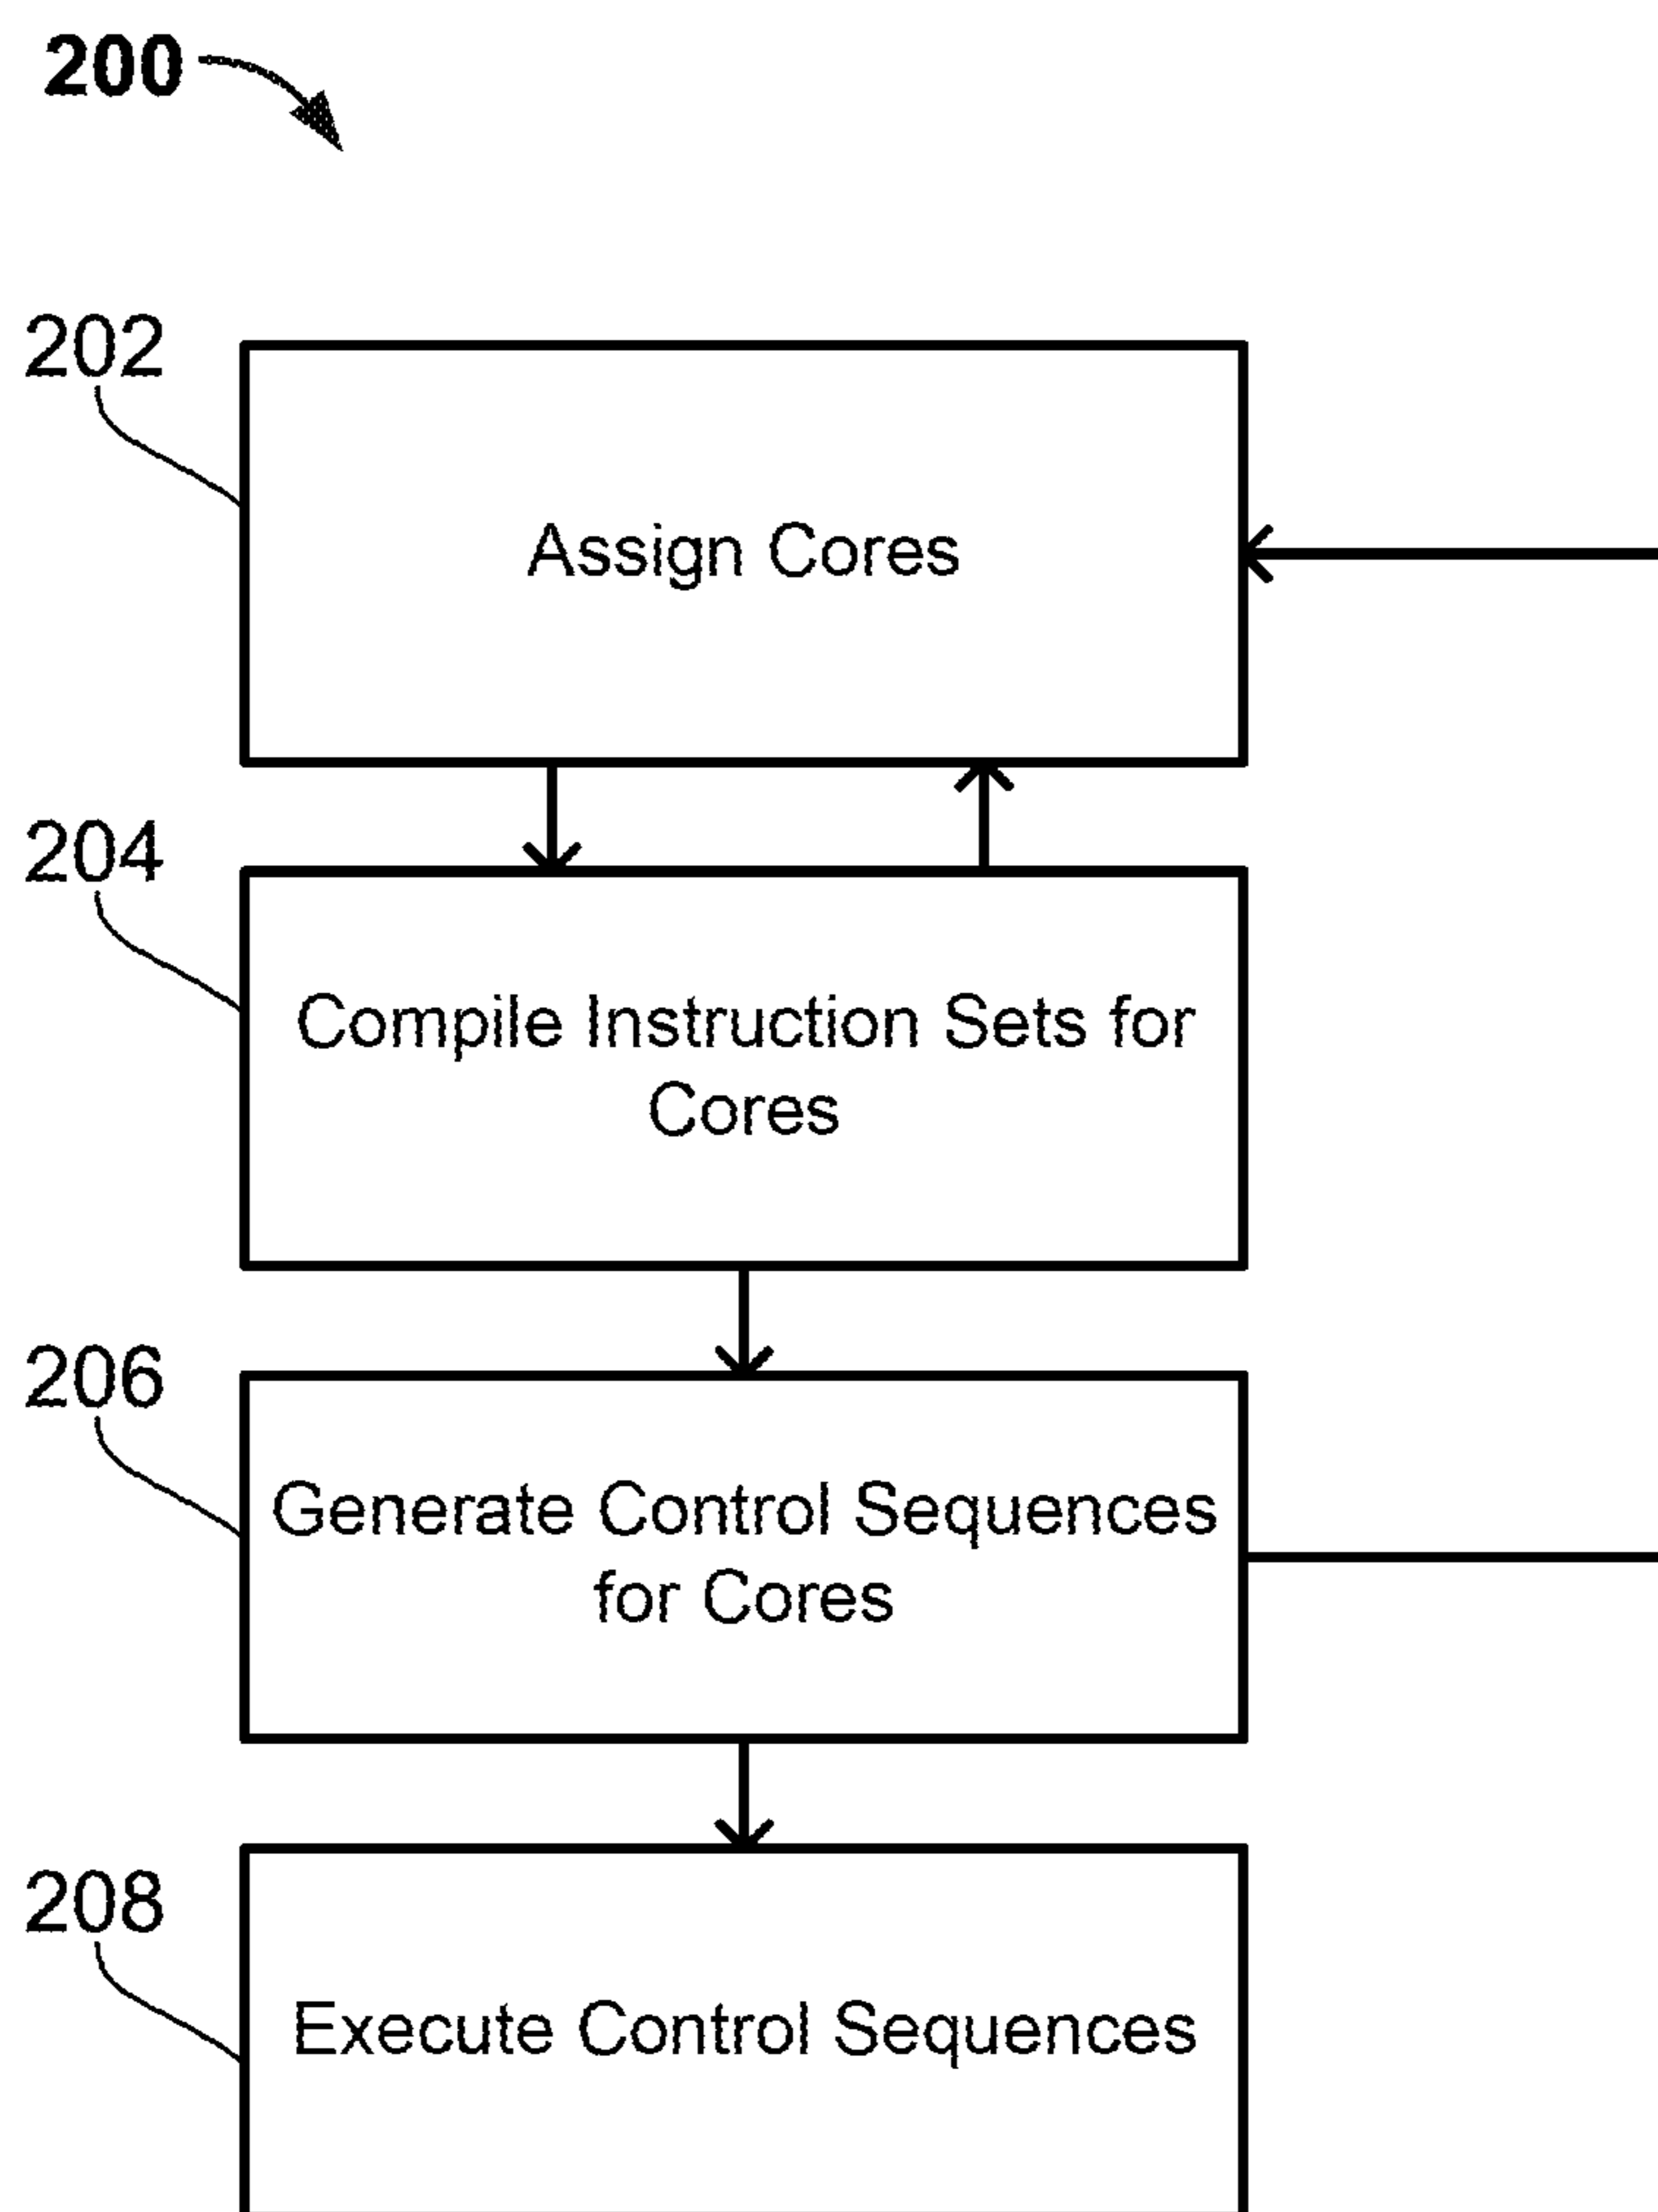 200
202
Assign Cores
204
Compile Instruction Sets for
Cores
206
Generate Control Sequences
for Cores
208
Execute Control Sequences